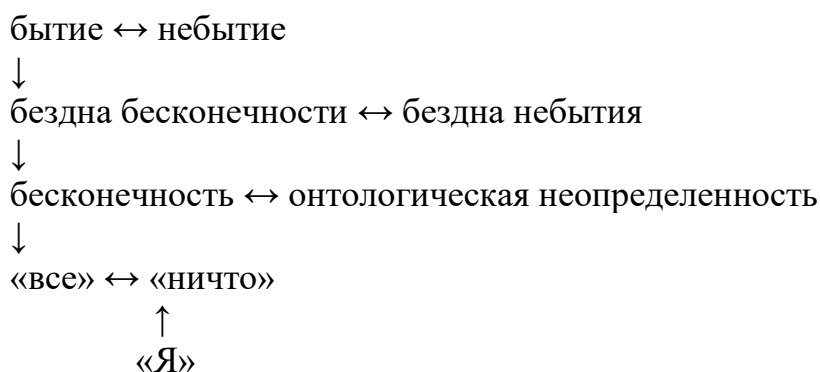 бытие ↔ небытие
↓
бездна бесконечности ↔ бездна небытия
↓
бесконечность ↔ онтологическая неопределенность
↓
«все» ↔ «ничто»
↑
«Я»